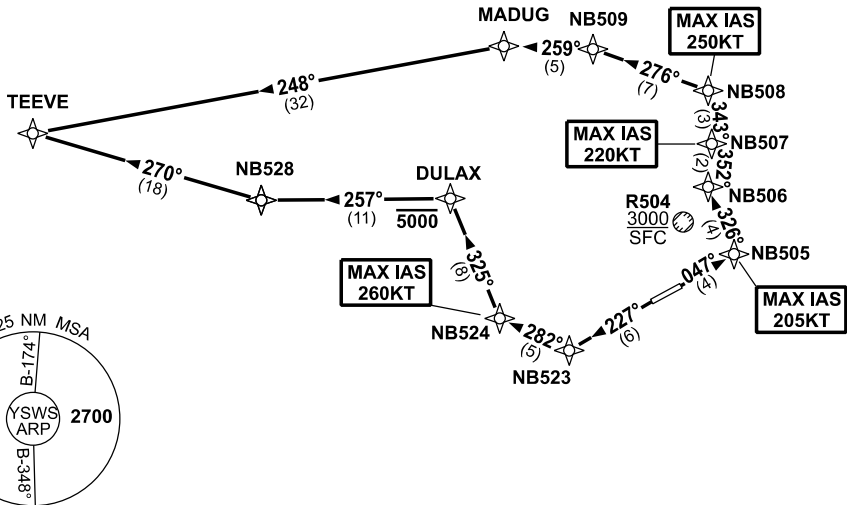 MADUG
NB509
MAX IAS
250KT
259°
(5)
276°
(7)
NB508
248°
(32)
TEEVE
343°
(3)
MAX IAS
220KT
NB507
352°
(2)
NB506
270°
(18)
NB528
DULAX
257°
(11)
5000
R504
3000
SFC
326°
(4)
NB505
325°
(8)
MAX IAS
260KT
047°
(4)
MAX IAS
205KT
NB524
282°
(5)
227°
(6)
NB523
25 NM MSA
B-174°
YSWS
ARP
2700
B-348°